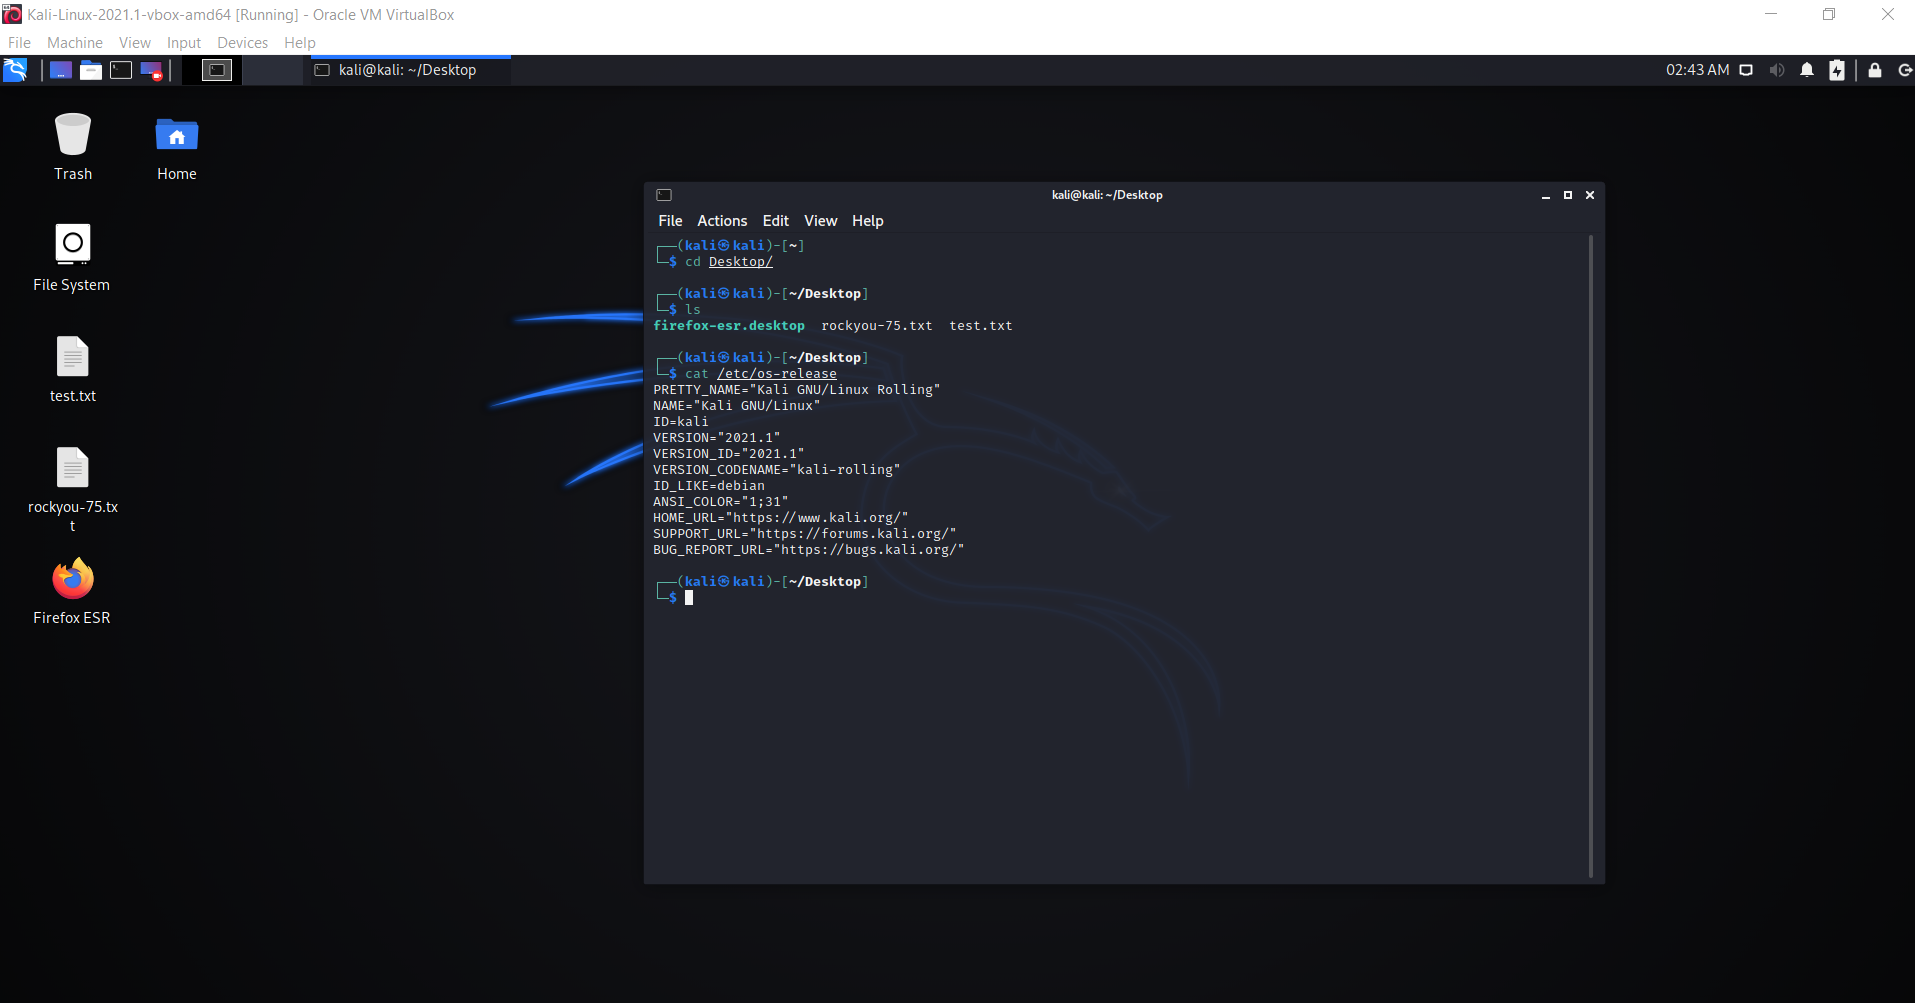 Kali-Linux-2021.1-vbox-amd64 [Running] - Oracle VM VirtualBox
File Machine View Input Devices Help
kali@kali: ~/Desktop
02:43 AM
Trash
Home
File System
test.txt
rockyou-75.tx
t
Firefox ESR
kali@kali: ~/Desktop
File Actions Edit View Help
┌──(kali㉿kali)-[~]
└─$ cd Desktop/
┌──(kali㉿kali)-[~/Desktop]
└─$ ls
firefox-esr.desktop  rockyou-75.txt  test.txt
┌──(kali㉿kali)-[~/Desktop]
└─$ cat /etc/os-release
PRETTY_NAME="Kali GNU/Linux Rolling"
NAME="Kali GNU/Linux"
ID=kali
VERSION="2021.1"
VERSION_ID="2021.1"
VERSION_CODENAME="kali-rolling"
ID_LIKE=debian
ANSI_COLOR="1;31"
HOME_URL="https://www.kali.org/"
SUPPORT_URL="https://forums.kali.org/"
BUG_REPORT_URL="https://bugs.kali.org/"
┌──(kali㉿kali)-[~/Desktop]
└─$